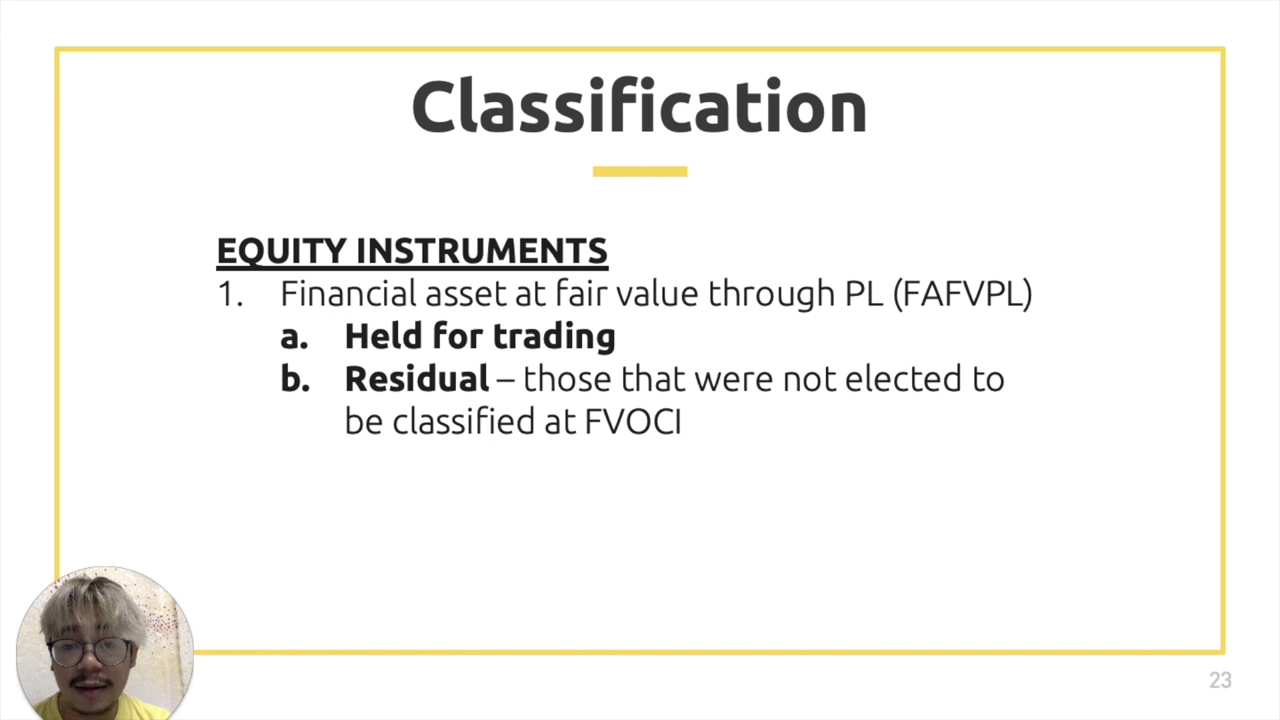 Classification
EQUITY INSTRUMENTS
1. Financial asset at fair value through PL (FAFVPL)
a. Held for trading
b. Residual – those that were not elected to
be classified at FVOCI
23